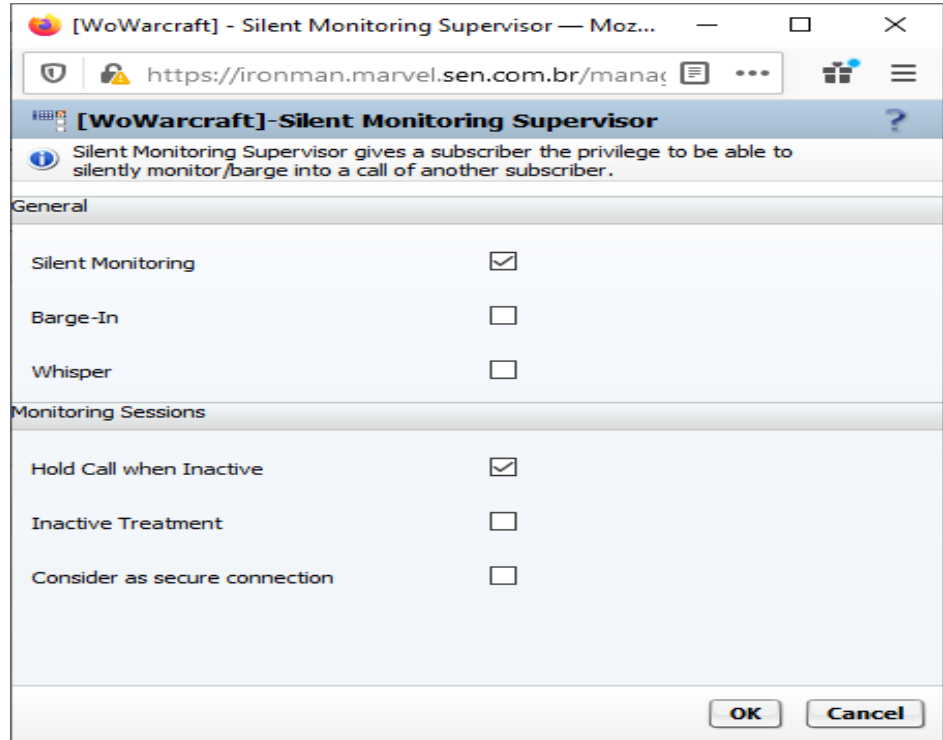 [WoWarcraft] - Silent Monitoring Supervisor — Moz...
https://ironman.marvel.sen.com.br/manag
[WoWarcraft]-Silent Monitoring Supervisor ?
Silent Monitoring Supervisor gives a subscriber the privilege to be able to
silently monitor/barge into a call of another subscriber.
General
Silent Monitoring
Barge-In
Whisper
Monitoring Sessions
Hold Call when Inactive
Inactive Treatment
Consider as secure connection
OK Cancel